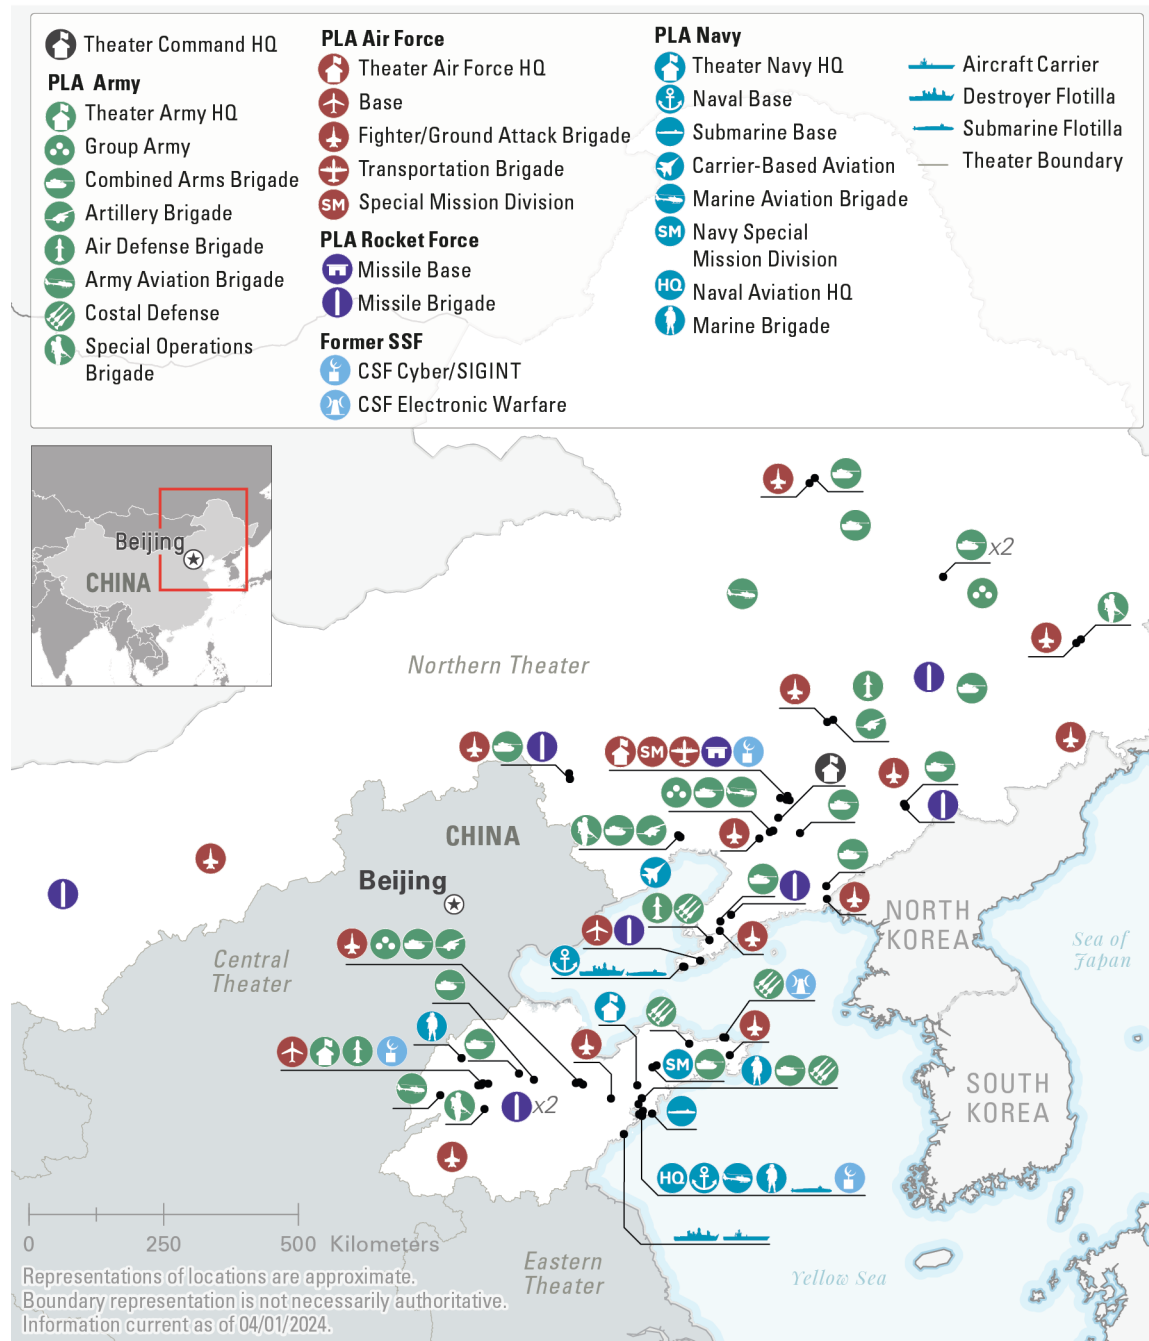 Theater Command HQ
PLA Army
Theater Army HQ
Group Army
Combined Arms Brigade
Artillery Brigade
Air Defense Brigade
Army Aviation Brigade
Costal Defense
Special Operations
Brigade
PLA Air Force
Theater Air Force HQ
Base
Fighter/Ground Attack Brigade
Transportation Brigade
SM Special Mission Division
PLA Rocket Force
Missile Base
Missile Brigade
Former SSF
CSF Cyber/SIGINT
CSF Electronic Warfare
PLA Navy
Theater Navy HQ
Naval Base
Submarine Base
Carrier-Based Aviation
Marine Aviation Brigade
SM Navy Special
Mission Division
HQ Naval Aviation HQ
Marine Brigade
Aircraft Carrier
Destroyer Flotilla
Submarine Flotilla
Theater Boundary
Beijing
CHINA
x2
Northern Theater
SM
CHINA
Beijing
NORTH
KOREA
Sea of
Japan
Central
Theater
SM
x2
SOUTH
KOREA
HQ
Eastern
Theater
Yellow Sea
0 250 500 Kilometers
Representations of locations are approximate.
Boundary representation is not necessarily authoritative.
Information current as of 04/01/2024.